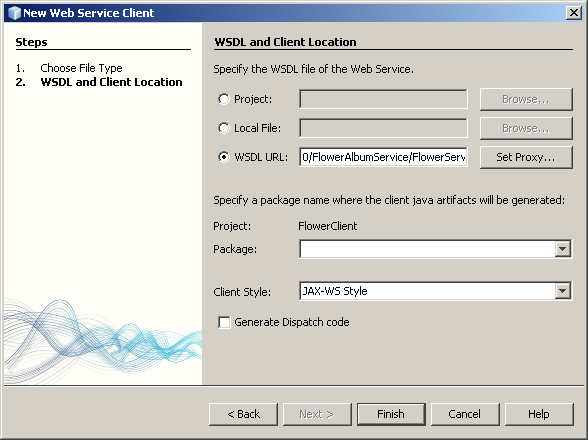 New Web Service Client
Steps
1. Choose File Type
2. WSDL and Client Location
WSDL and Client Location
Specify the WSDL file of the Web Service.
Project:
Browse...
Local File:
Browse...
WSDL URL: 0/FlowerAlbumService/FlowerServ
Set Proxy...
Specify a package name where the client java artifacts will be generated:
Project: FlowerClient
Package:
Client Style: JAX-WS Style
Generate Dispatch code
< Back
Next >
Finish
Cancel
Help